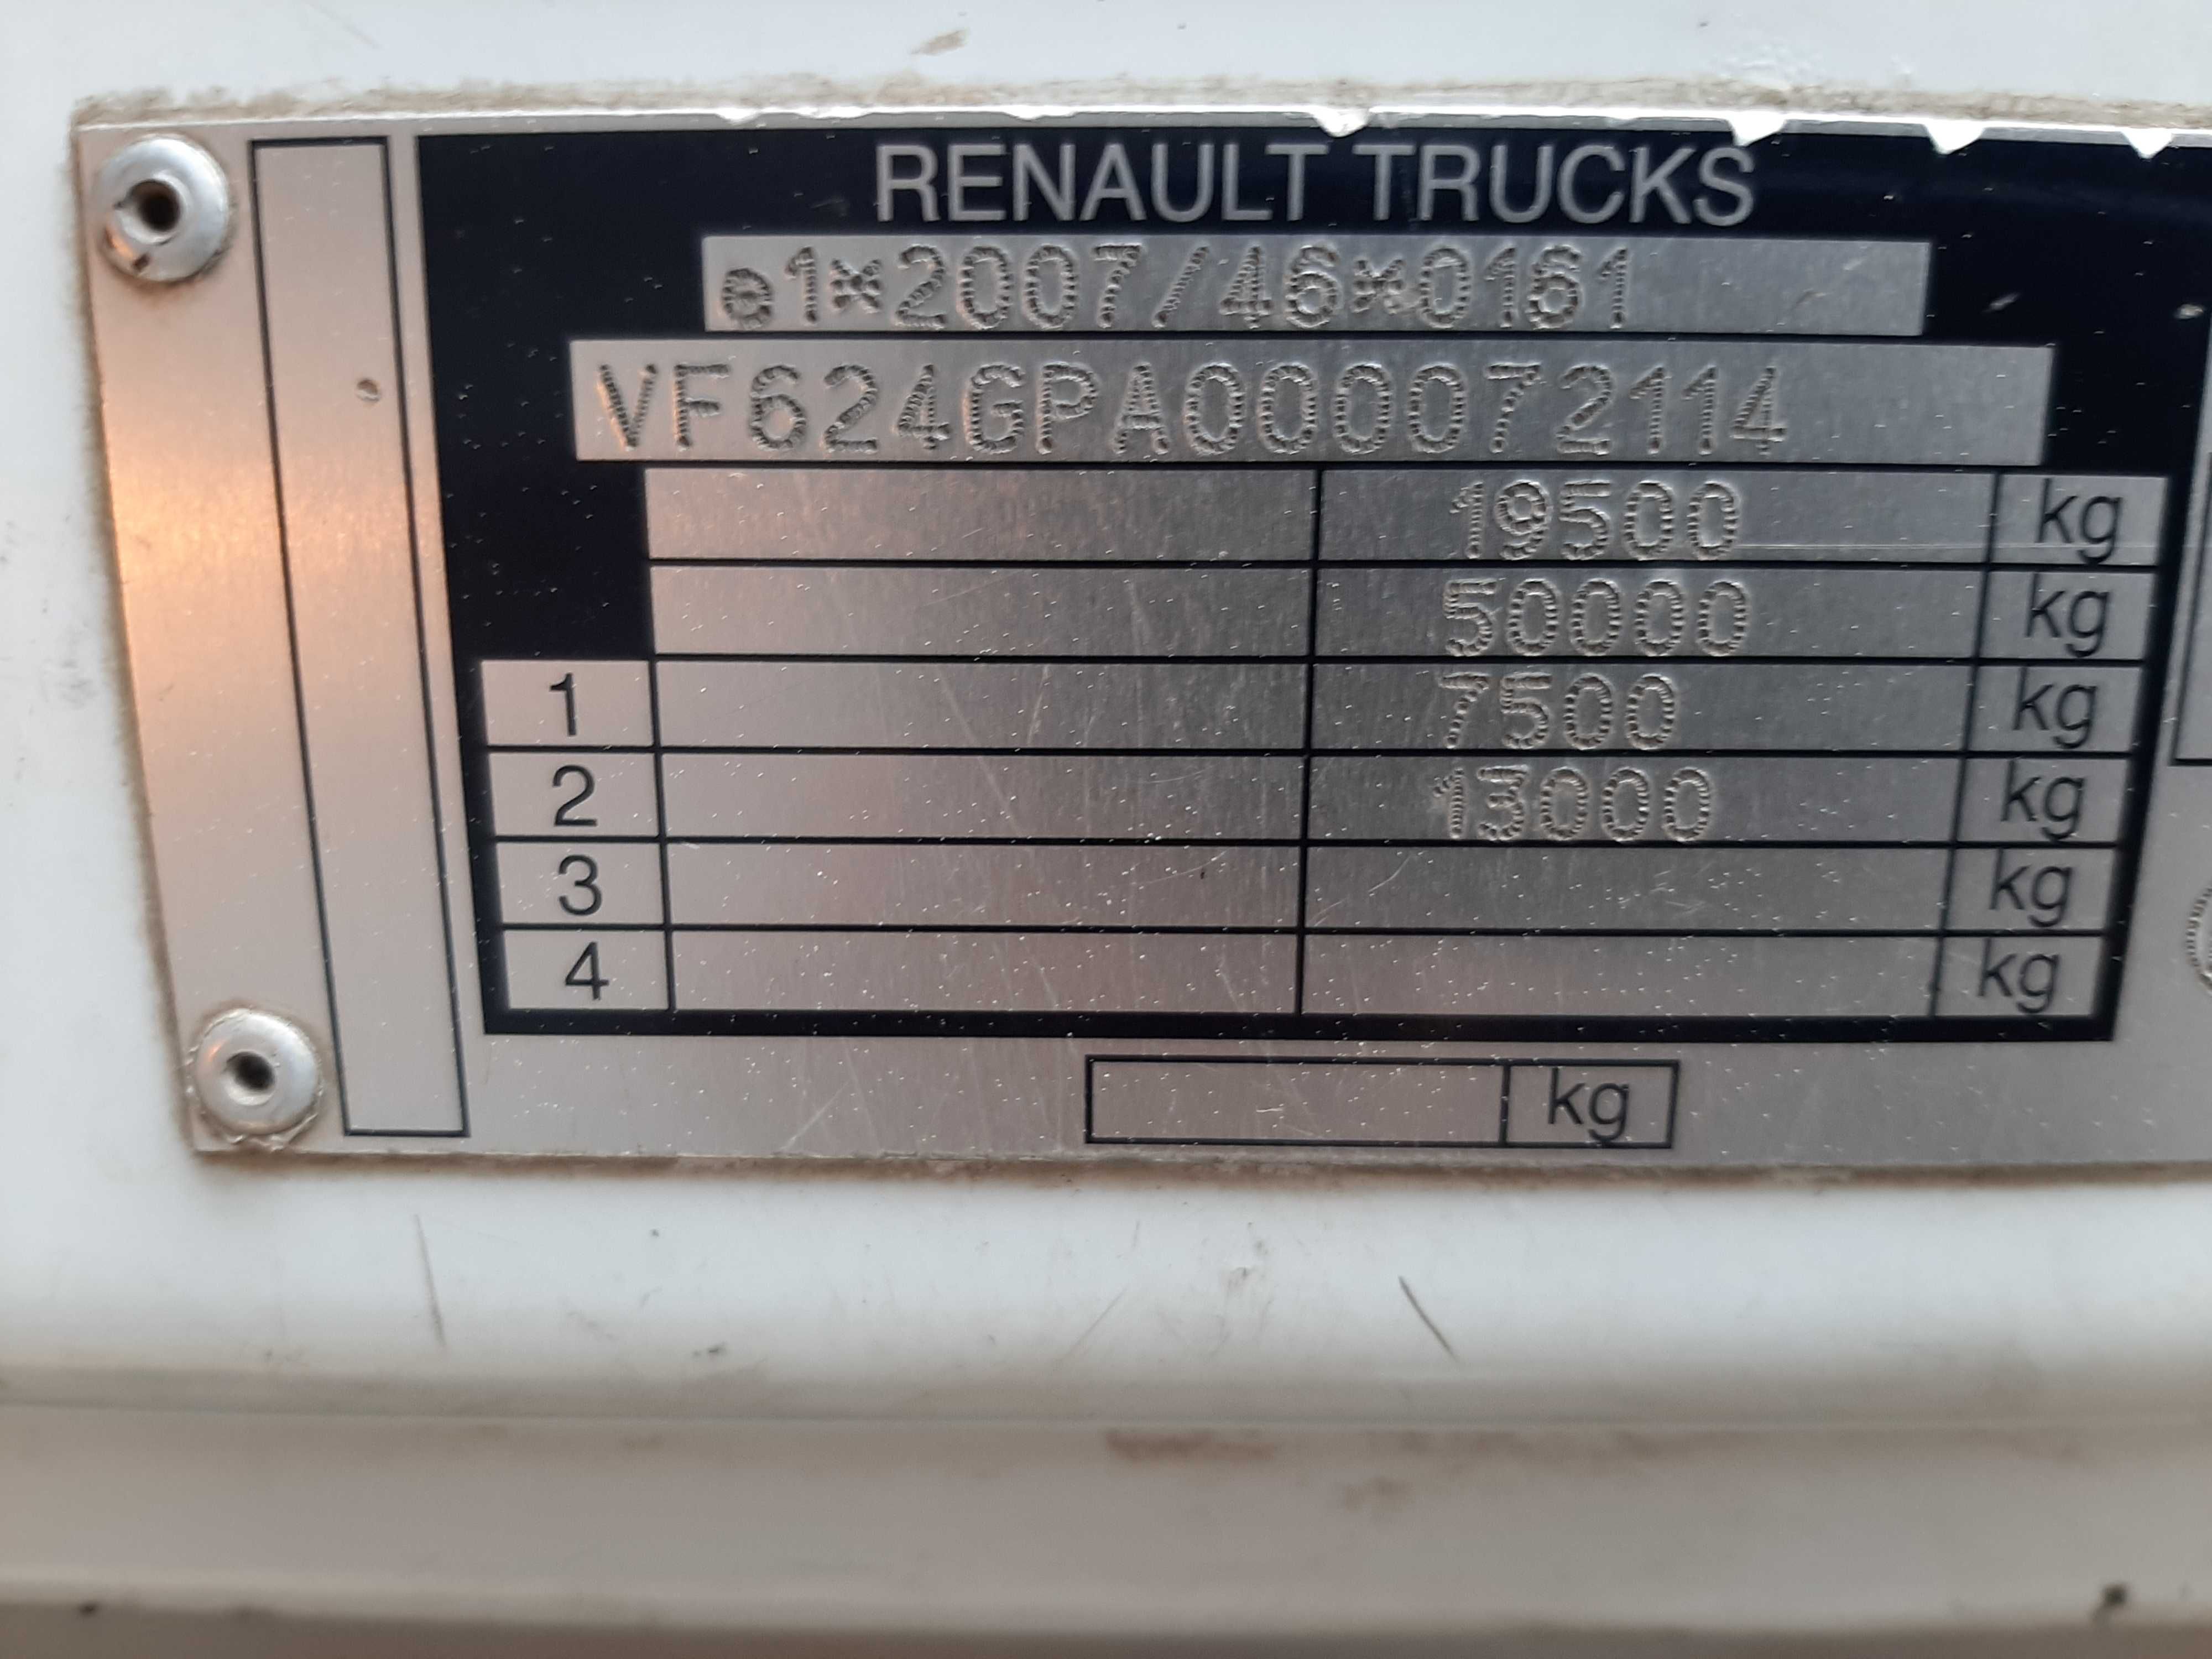 RENAULT TRUCKS
e1*2007/46*0161
VF624GPA000072114
19500 kg
50000 kg
1 7500 kg
2 13000 kg
3 kg
4 kg
kg